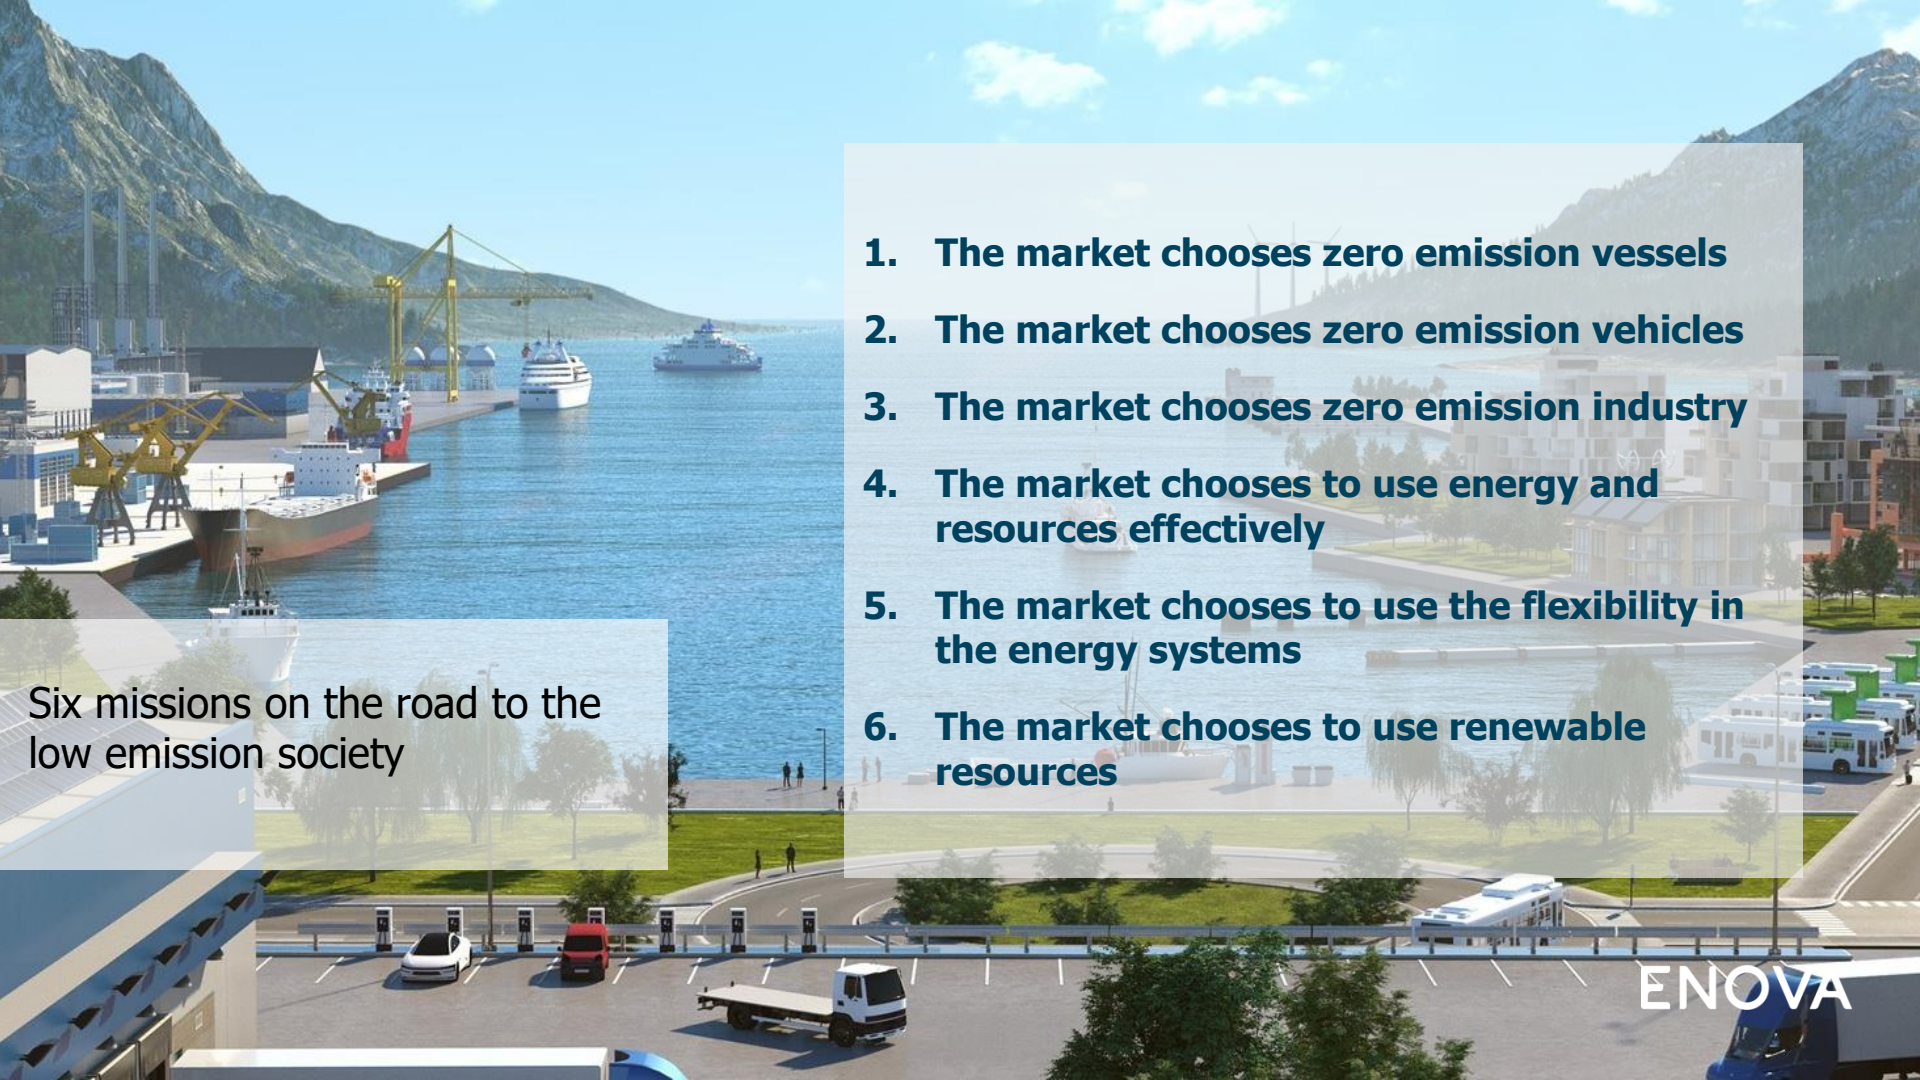 Six missions on the road to the
low emission society
1. The market chooses zero emission vessels
2. The market chooses zero emission vehicles
3. The market chooses zero emission industry
4. The market chooses to use energy and
resources effectively
5. The market chooses to use the flexibility in
the energy systems
6. The market chooses to use renewable
resources
ENOVA